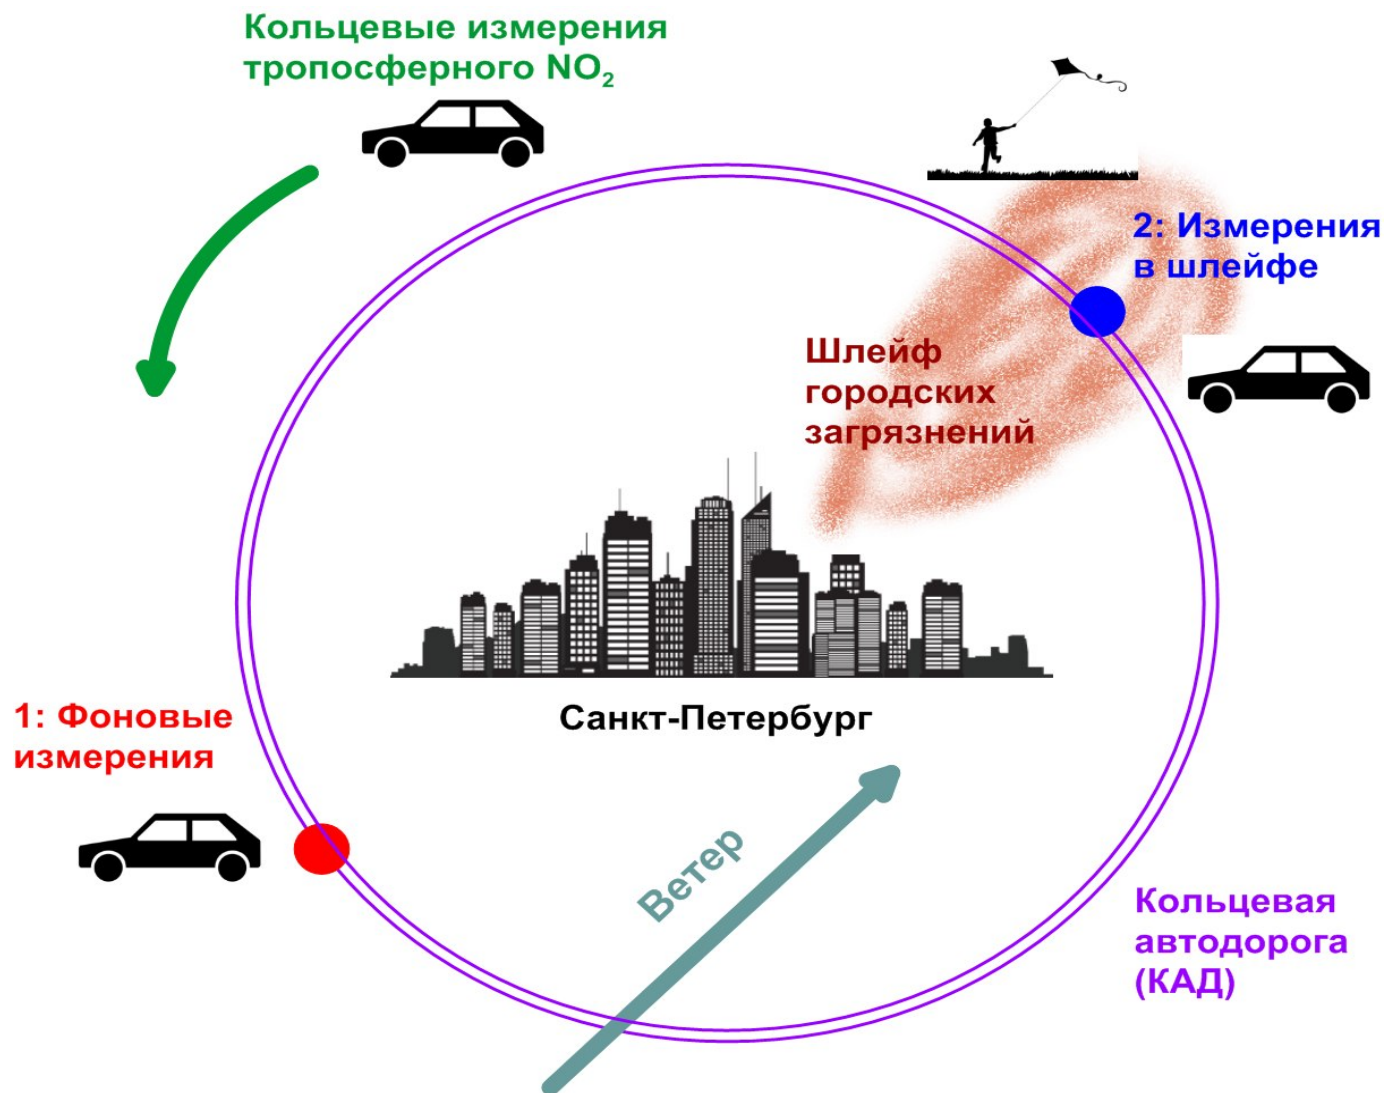 Кольцевые измерения
тропосферного NO₂
2: Измерения
в шлейфе
Шлейф
городских
загрязнений
1: Фоновые
измерения
Санкт-Петербург
Ветер
Кольцевая
автодорога
(КАД)